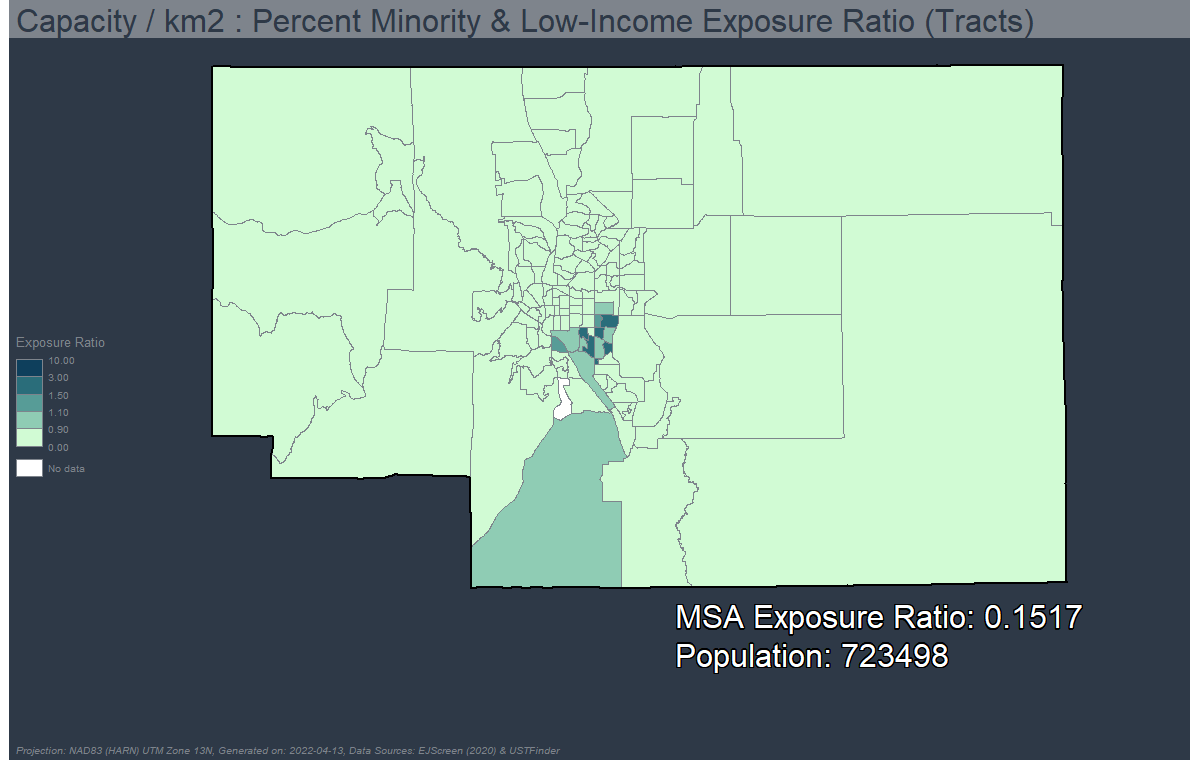 Capacity / km2 : Percent Minority & Low-Income Exposure Ratio (Tracts)
Exposure Ratio
10.00
3.00
1.50
1.10
0.90
0.00
No data
MSA Exposure Ratio: 0.1517
Population: 723498
Projection: NAD83 (HARN) UTM Zone 13N, Generated on: 2022-04-13, Data Sources: EJScreen (2020) & USTFinder